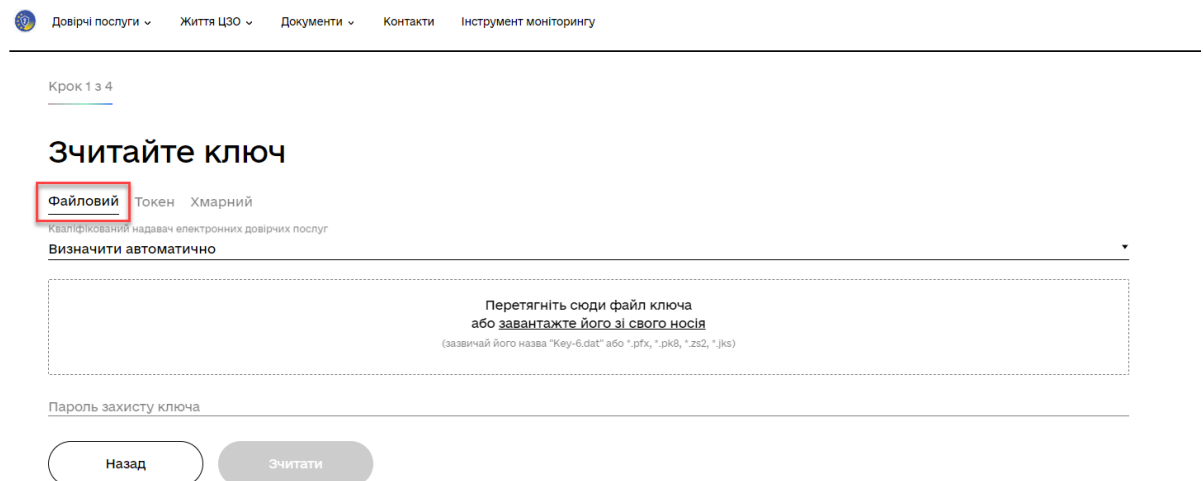 Довірчі послуги Життя ЦЗО Документи Контакти Інструмент моніторингу
Крок 1 з 4
Зчитайте ключ
Файловий Токен Хмарний
Кваліфікований надавач електронних довірчих послуг
Визначити автоматично
Перетягніть сюди файл ключа
або завантажте його зі свого носія
(зазвичай його назва "Key-6.dat" або *.pfx, *.pk8, *.zs2, *.jks)
Пароль захисту ключа
Назад Зчитати